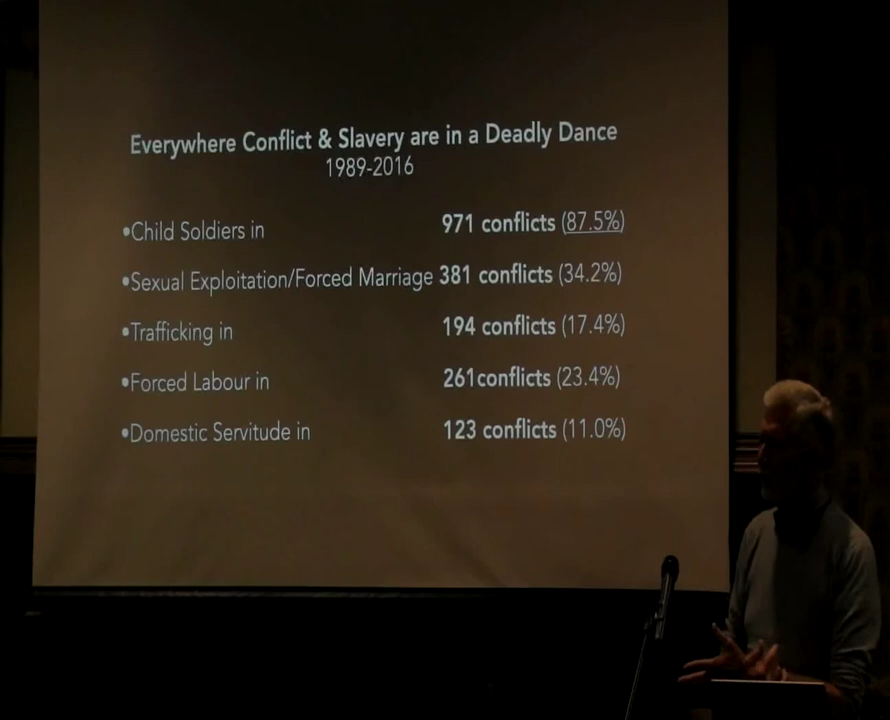 Everywhere Conflict & Slavery are in a Deadly Dance
1989-2016
•Child Soldiers in 971 conflicts (87.5%)
•Sexual Exploitation/Forced Marriage 381 conflicts (34.2%)
•Trafficking in 194 conflicts (17.4%)
•Forced Labour in 261conflicts (23.4%)
•Domestic Servitude in 123 conflicts (11.0%)